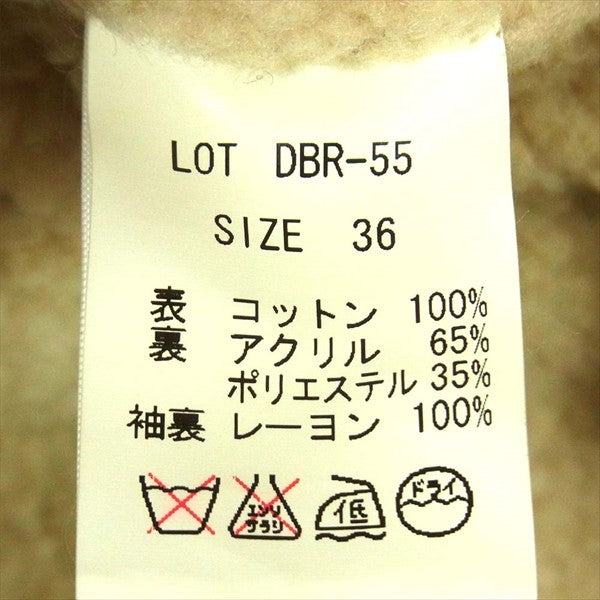 LOT DBR-55
SIZE 36
表 コットン 100%
裏 アクリル 65%
ポリエステル 35%
袖裏 レーヨン 100%
エンソ サラシ 低 ドライ